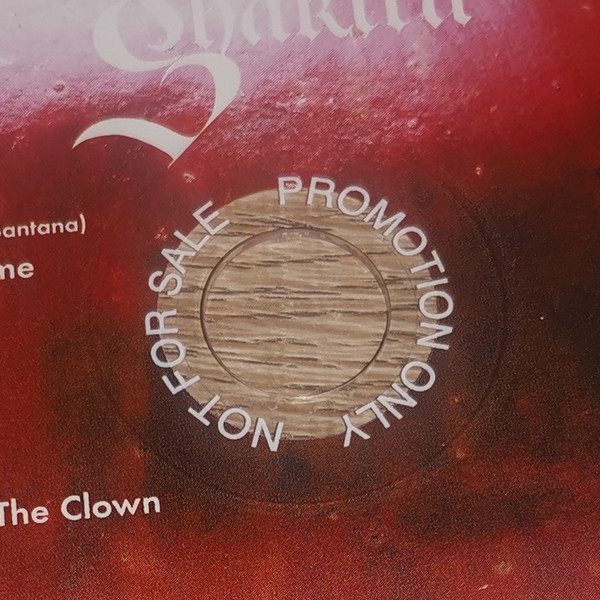 Shakira
Santana)
me
PROMOTION ONLY
NOT FOR SALE
The Clown